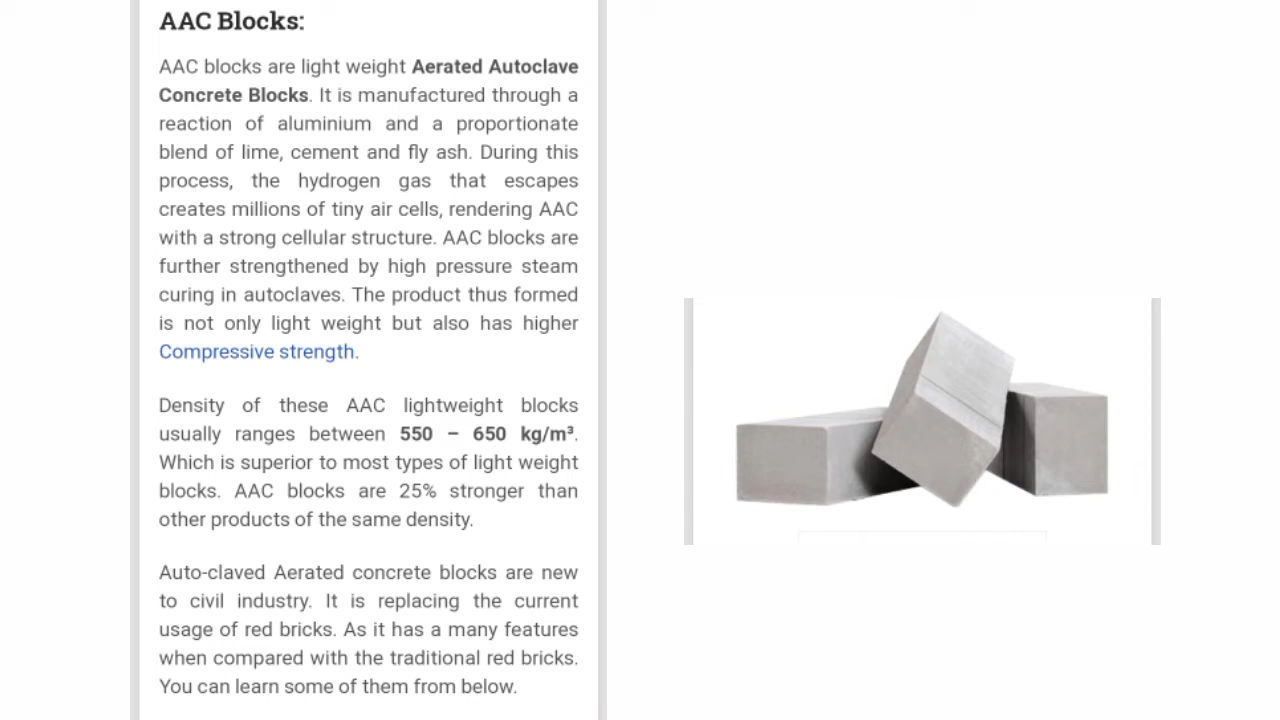 AAC Blocks:
AAC blocks are light weight Aerated Autoclave
Concrete Blocks. It is manufactured through a
reaction of aluminium and a proportionate
blend of lime, cement and fly ash. During this
process, the hydrogen gas that escapes
creates millions of tiny air cells, rendering AAC
with a strong cellular structure. AAC blocks are
further strengthened by high pressure steam
curing in autoclaves. The product thus formed
is not only light weight but also has higher
Compressive strength.
Density of these AAC lightweight blocks
usually ranges between 550 – 650 kg/m³.
Which is superior to most types of light weight
blocks. AAC blocks are 25% stronger than
other products of the same density.
Auto-claved Aerated concrete blocks are new
to civil industry. It is replacing the current
usage of red bricks. As it has a many features
when compared with the traditional red bricks.
You can learn some of them from below.